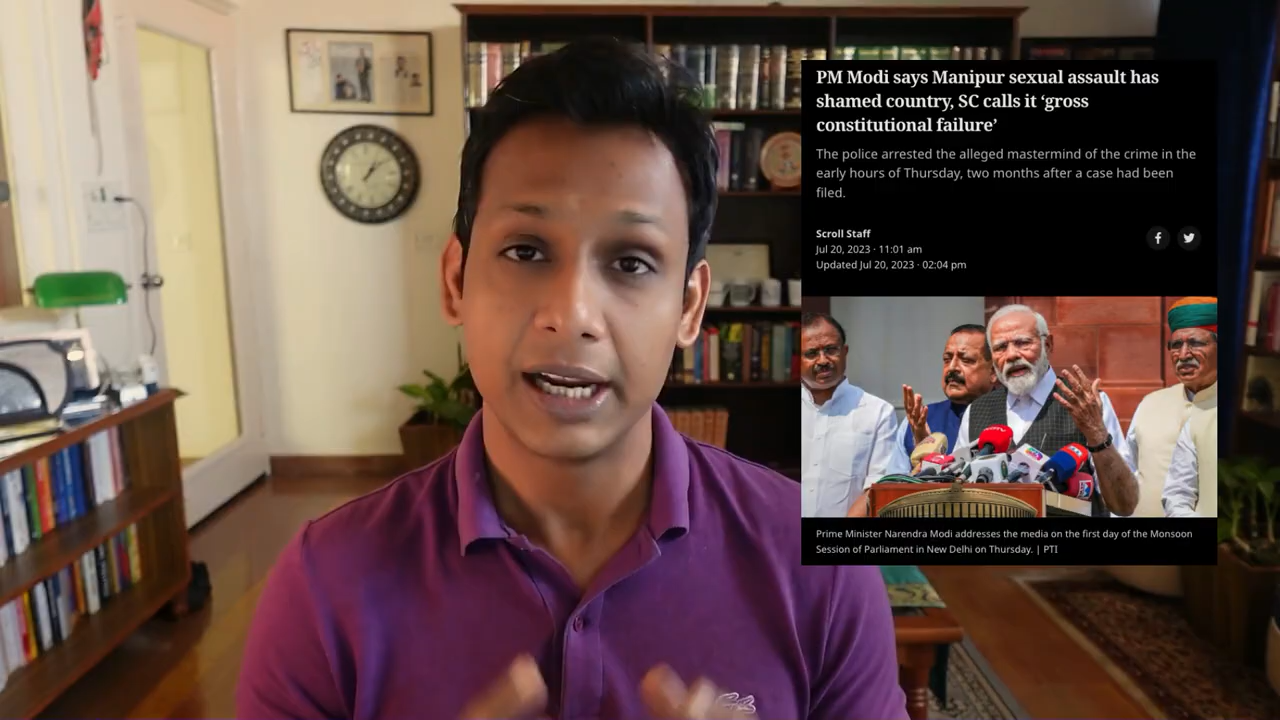 PM Modi says Manipur sexual assault has
shamed country, SC calls it ‘gross
constitutional failure’
The police arrested the alleged mastermind of the crime in the
early hours of Thursday, two months after a case had been
filed.
Scroll Staff
Jul 20, 2023 · 11:01 am
Updated Jul 20, 2023 · 02:04 pm
Prime Minister Narendra Modi addresses the media on the first day of the Monsoon
Session of Parliament in New Delhi on Thursday. | PTI